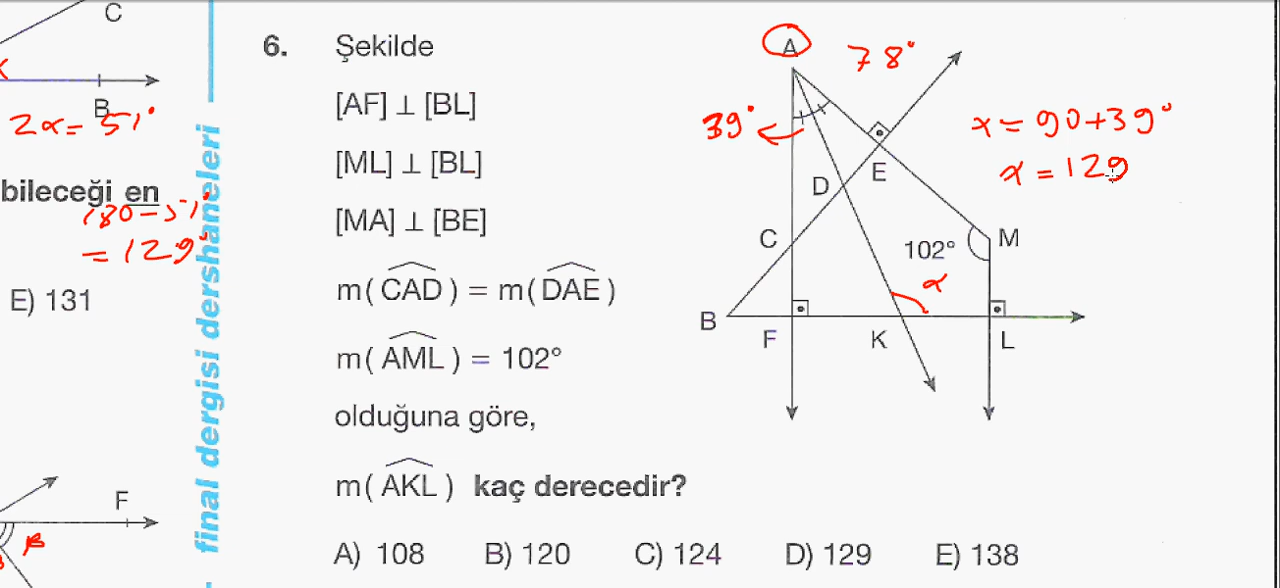 C
B
2α = 51°
bileceği en
180 - 51°
= 129°
E) 131
F
β
final dergisi dershaneleri
6. Şekilde
[AF] ⊥ [BL]
[ML] ⊥ [BL]
[MA] ⊥ [BE]
m(CAD) = m(DAE)
m(AML) = 102°
olduğuna göre,
m(AKL) kaç derecedir?
A) 108 B) 120 C) 124 D) 129 E) 138
A
78°
39°
x = 90+39°
x = 129
E
D
C
102°
M
α
B
F
K
L